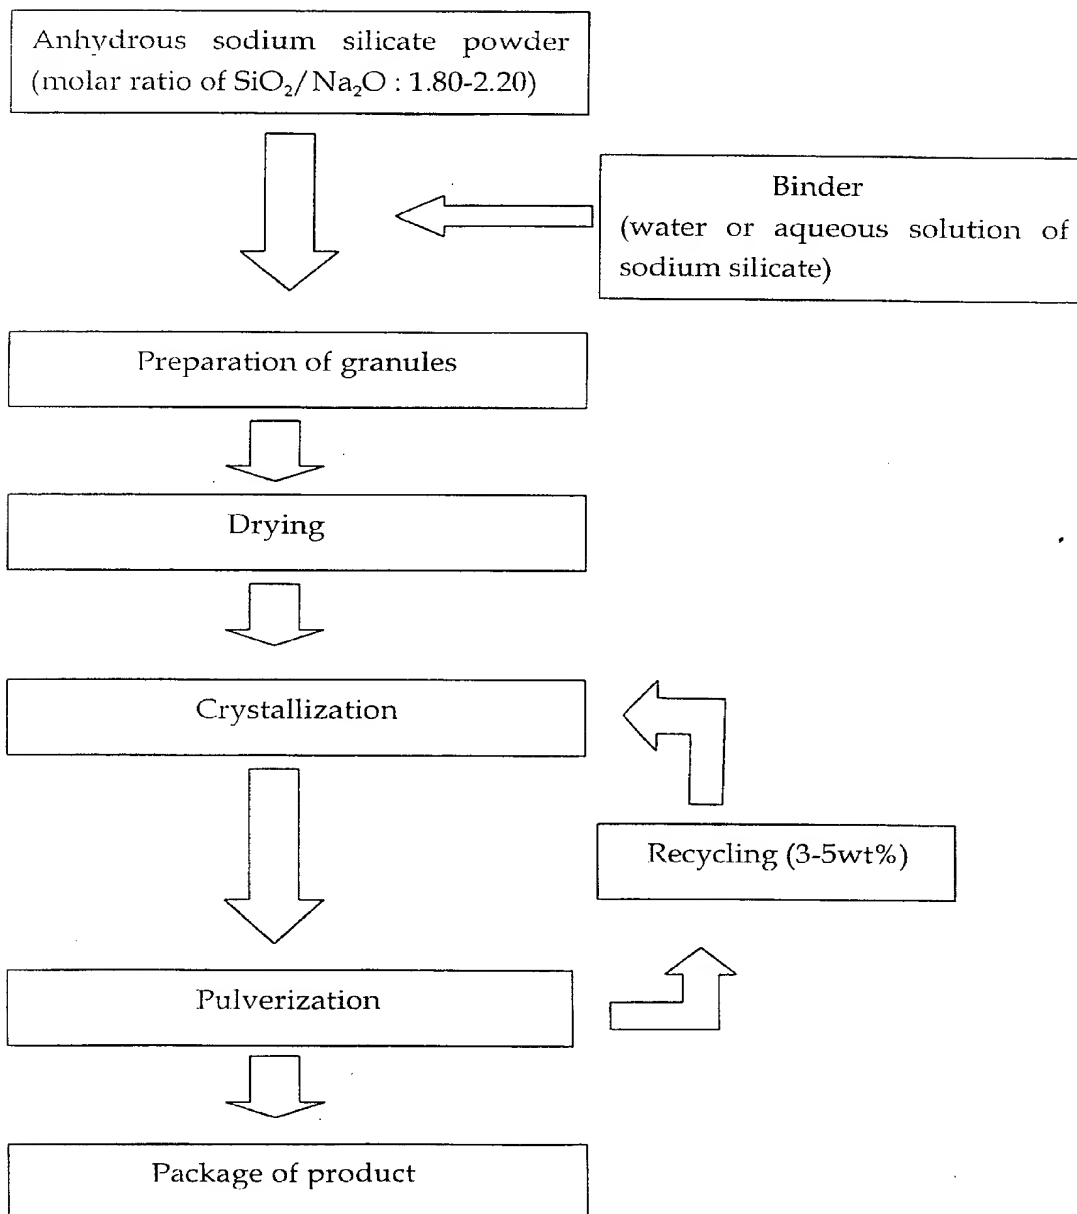 Anhydrous sodium silicate powder
(molar ratio of SiO₂/Na₂O : 1.80-2.20)
Binder
(water or aqueous solution of
sodium silicate)
Preparation of granules
Drying
Crystallization
Recycling (3-5wt%)
Pulverization
Package of product